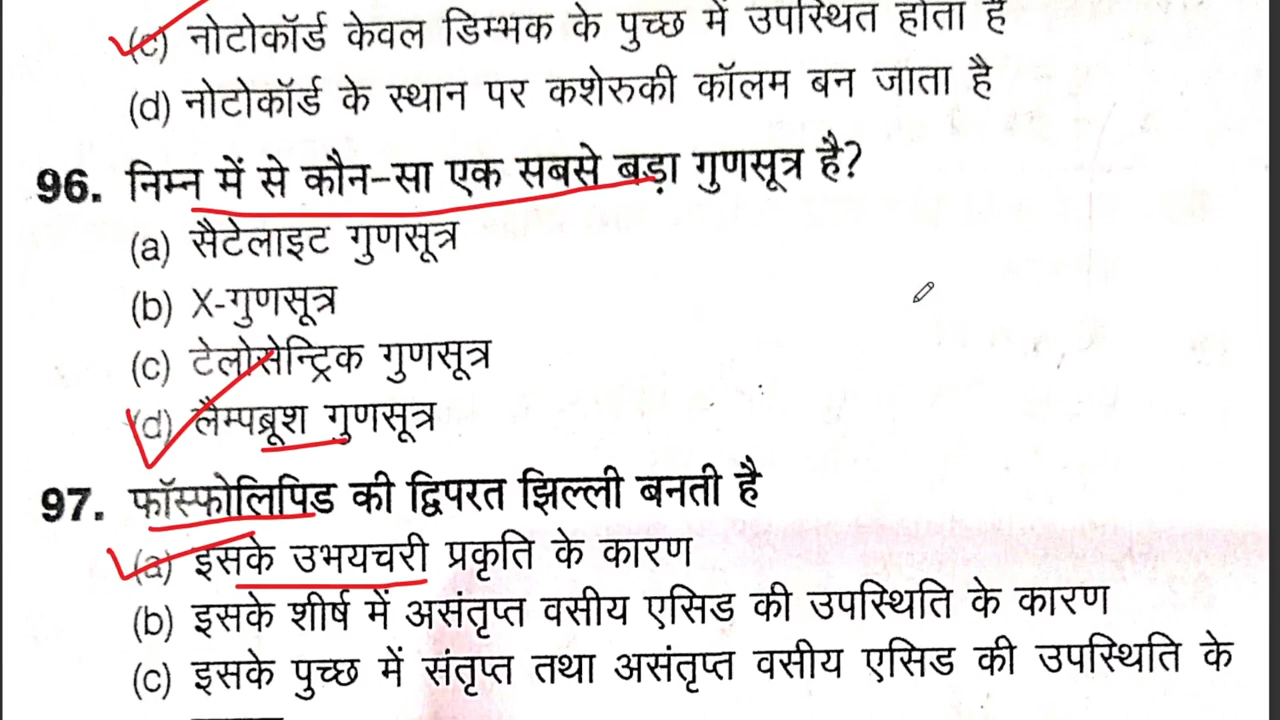 (c) नोटोकॉर्ड केवल डिम्भक के पुच्छ में उपस्थित होता है
(d) नोटोकॉर्ड के स्थान पर कशेरुकी कॉलम बन जाता है
96. निम्न में से कौन-सा एक सबसे बड़ा गुणसूत्र है?
(a) सैटेलाइट गुणसूत्र
(b) X-गुणसूत्र
(c) टेलोसेन्ट्रिक गुणसूत्र
(d) लैम्पब्रूश गुणसूत्र
97. फॉस्फोलिपिड की द्विपरत झिल्ली बनती है
(a) इसके उभयचरी प्रकृति के कारण
(b) इसके शीर्ष में असंतृप्त वसीय एसिड की उपस्थिति के कारण
(c) इसके पुच्छ में संतृप्त तथा असंतृप्त वसीय एसिड की उपस्थिति के